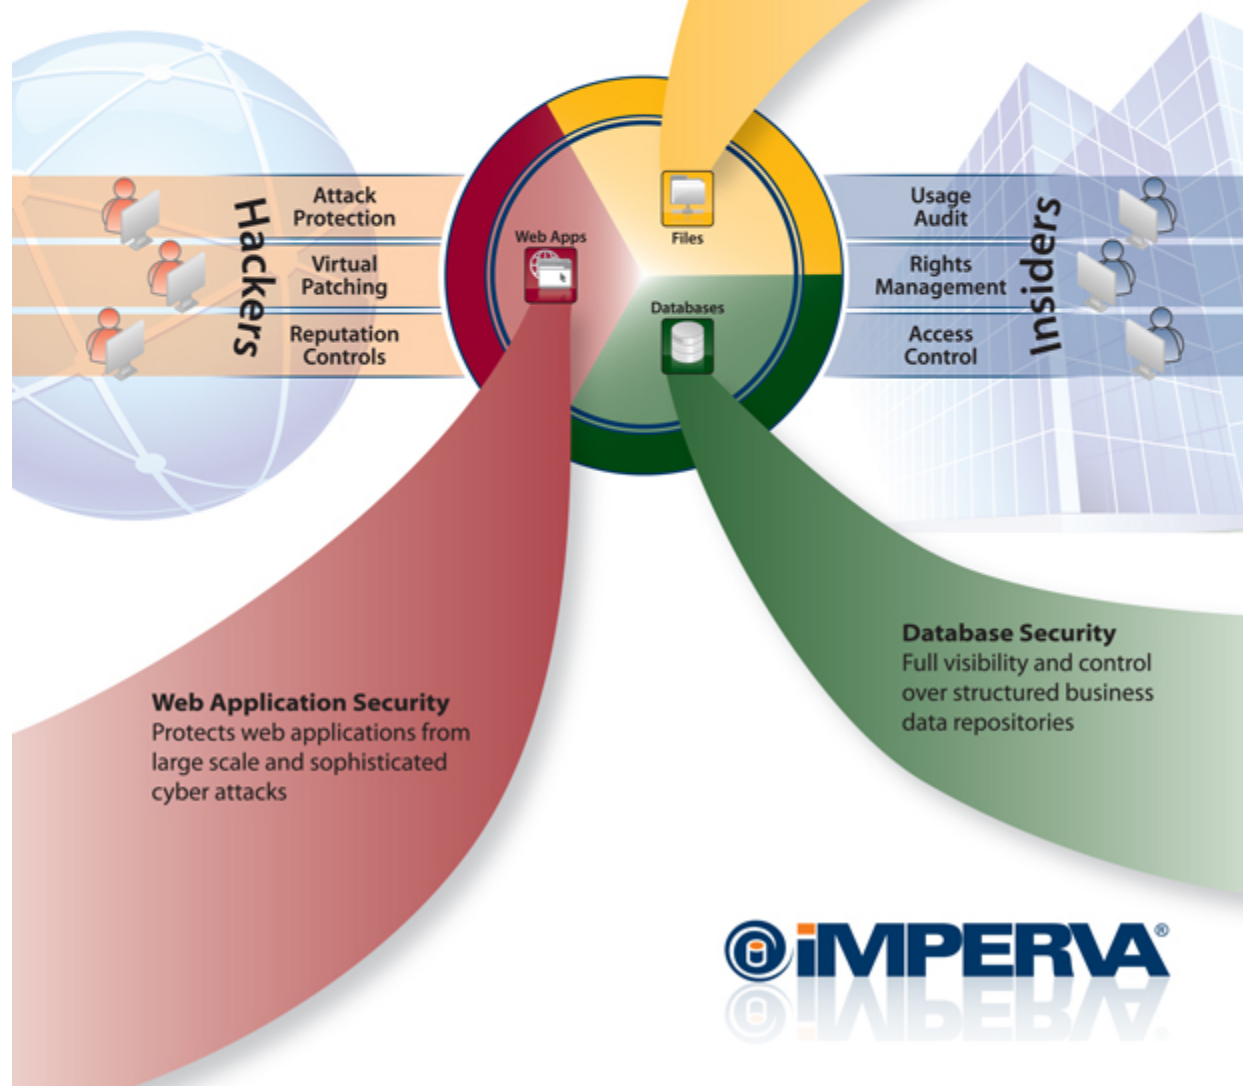 Hackers
Attack
Protection
Virtual
Patching
Reputation
Controls
Web Apps
Files
Databases
Usage
Audit
Rights
Management
Access
Control
Insiders
Web Application Security
Protects web applications from
large scale and sophisticated
cyber attacks
Database Security
Full visibility and control
over structured business
data repositories
iMPERVA®